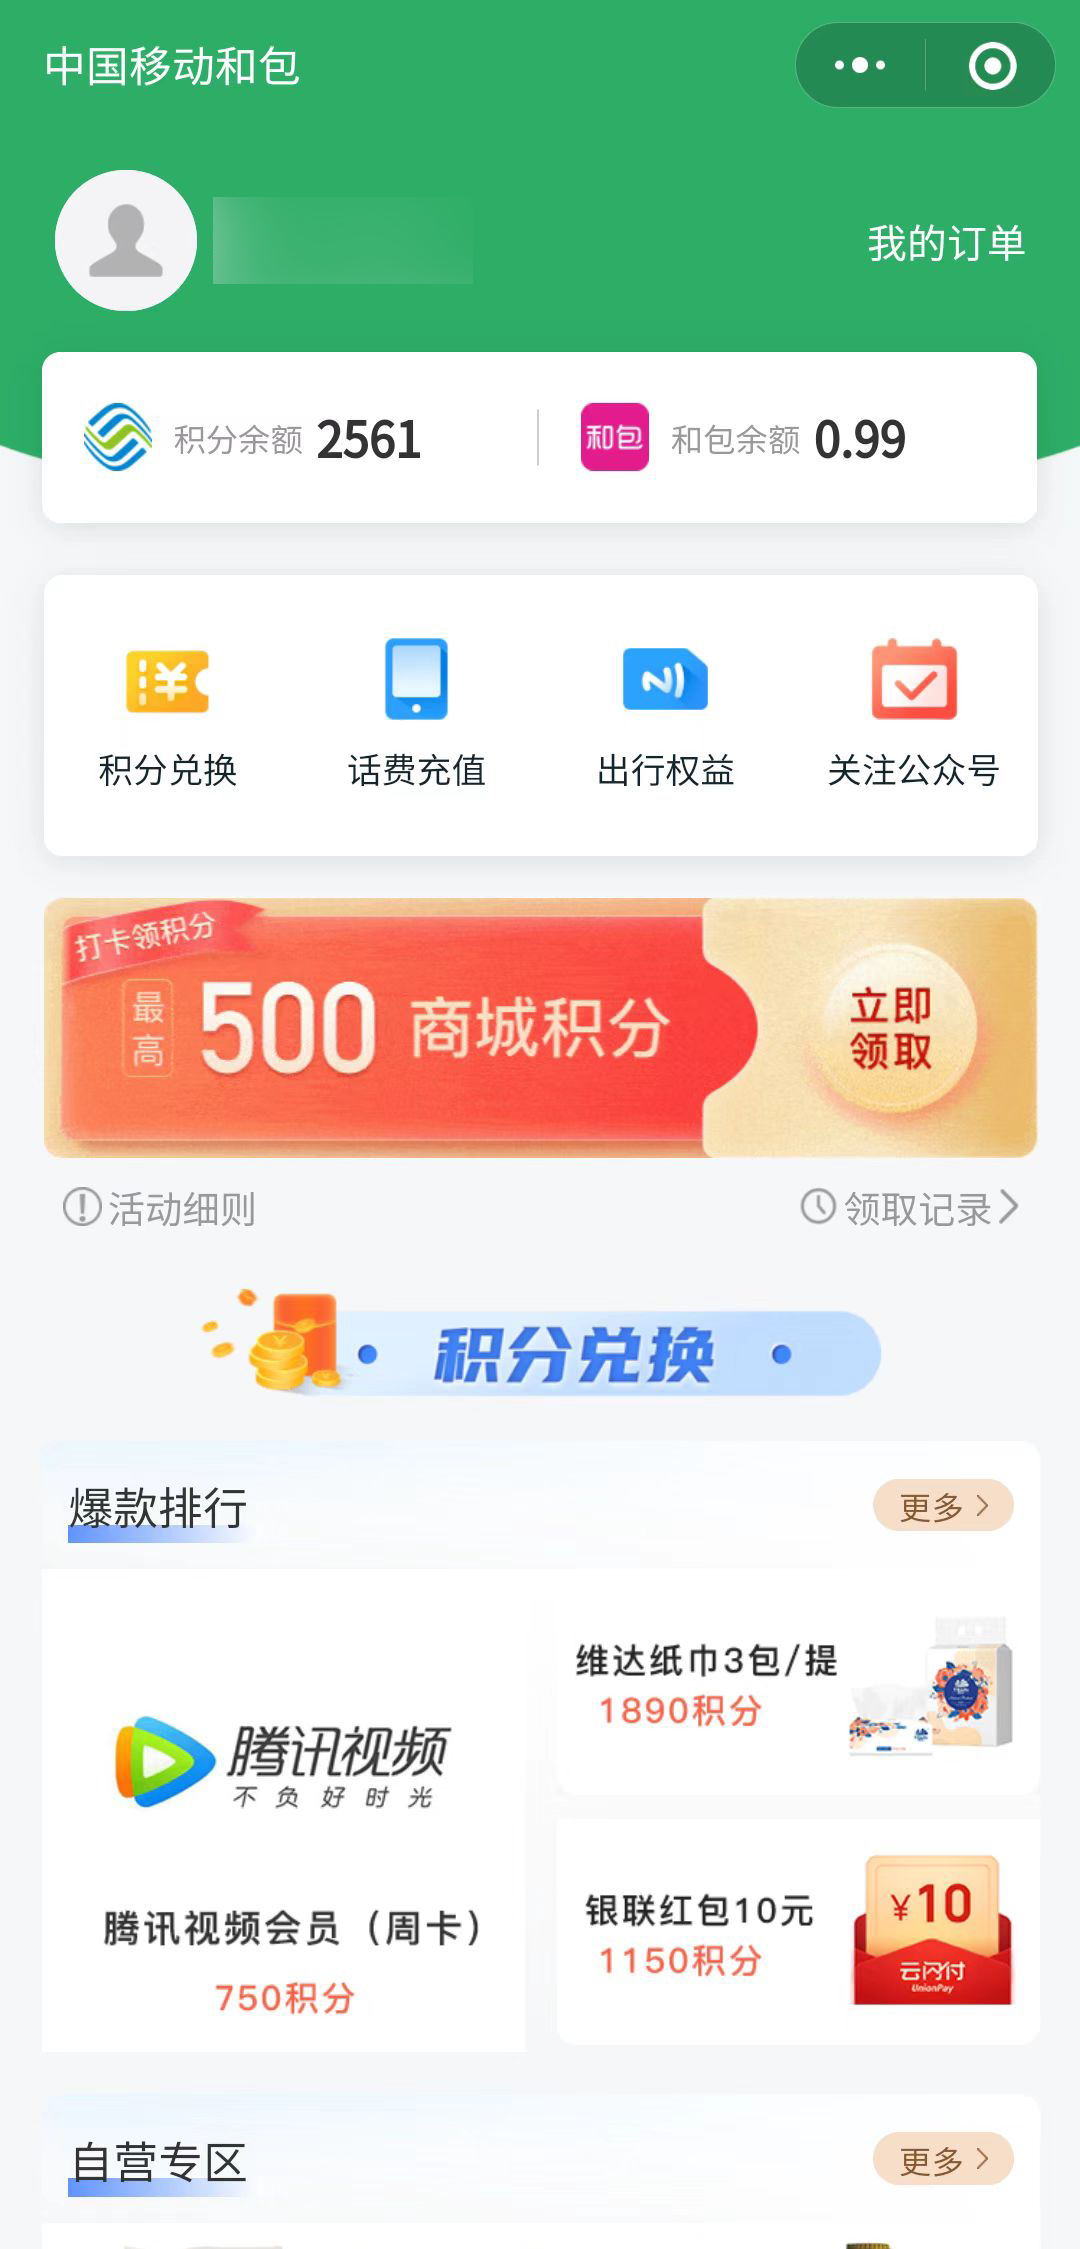 中国移动和包
我的订单
积分余额 2561
和包 和包余额 0.99
积分兑换
话费充值
出行权益
关注公众号
打卡领积分
最高 500 商城积分
立即
领取
活动细则
领取记录
积分兑换
爆款排行
更多
腾讯视频
不负好时光
腾讯视频会员（周卡）
750积分
维达纸巾3包/提
1890积分
银联红包10元
1150积分
¥10
云闪付
UnionPay
自营专区
更多